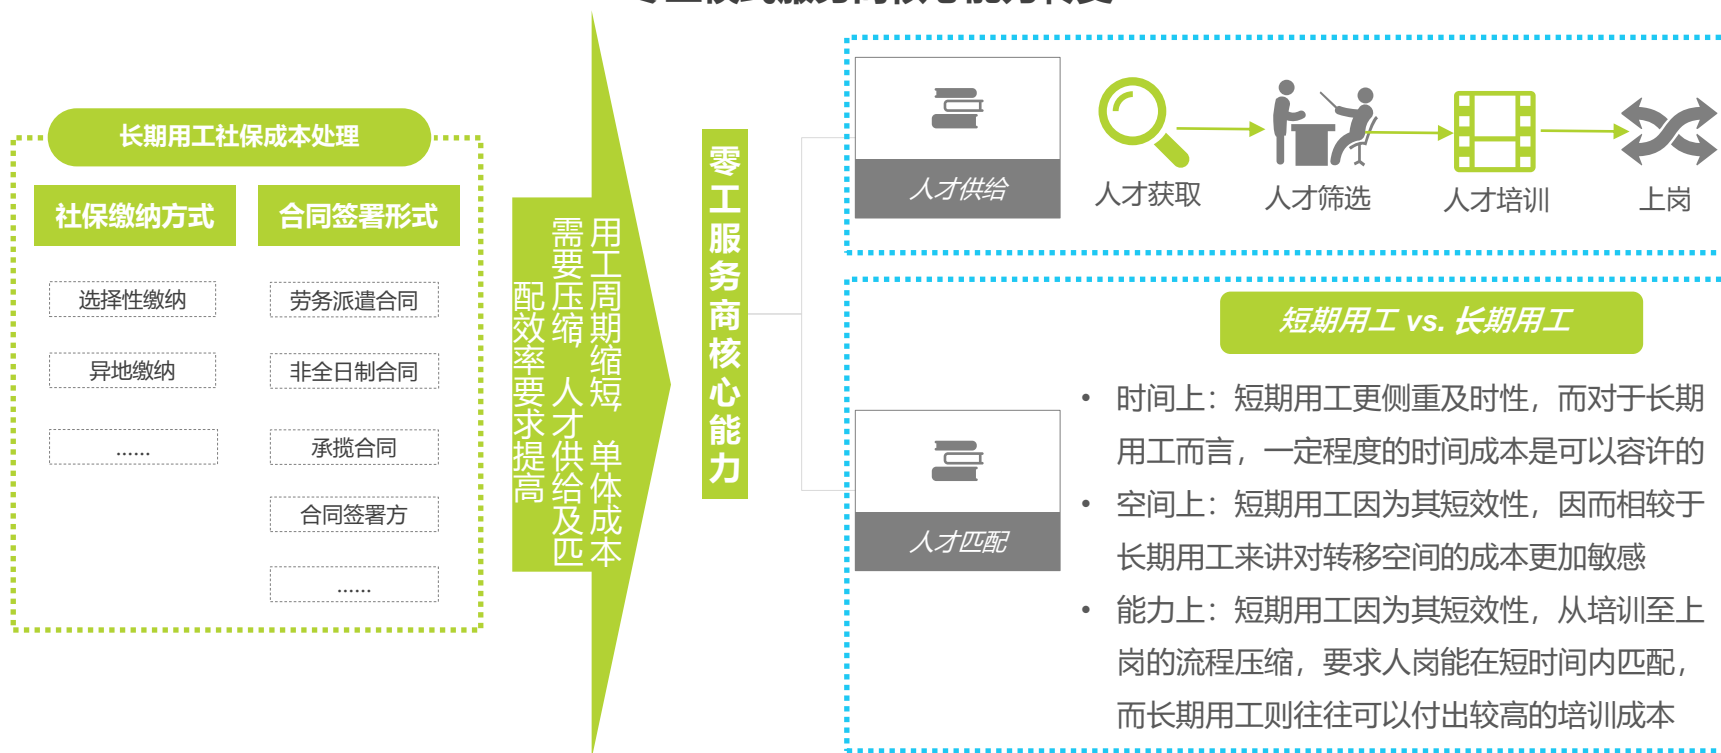 长期用工社保成本处理
社保缴纳方式
合同签署形式
选择性缴纳
异地缴纳
……
劳务派遣合同
非全日制合同
承揽合同
合同签署方
……
用工周期缩短，单体成本
需要压缩，人才供给及匹
配效率要求提高
零工服务商核心能力
人才供给
人才获取
人才筛选
人才培训
上岗
人才匹配
短期用工 vs. 长期用工
• 时间上：短期用工更侧重及时性，而对于长期
用工而言，一定程度的时间成本是可以容许的
• 空间上：短期用工因为其短效性，因而相较于
长期用工来讲对转移空间的成本更加敏感
• 能力上：短期用工因为其短效性，从培训至上
岗的流程压缩，要求人岗能在短时间内匹配，
而长期用工则往往可以付出较高的培训成本